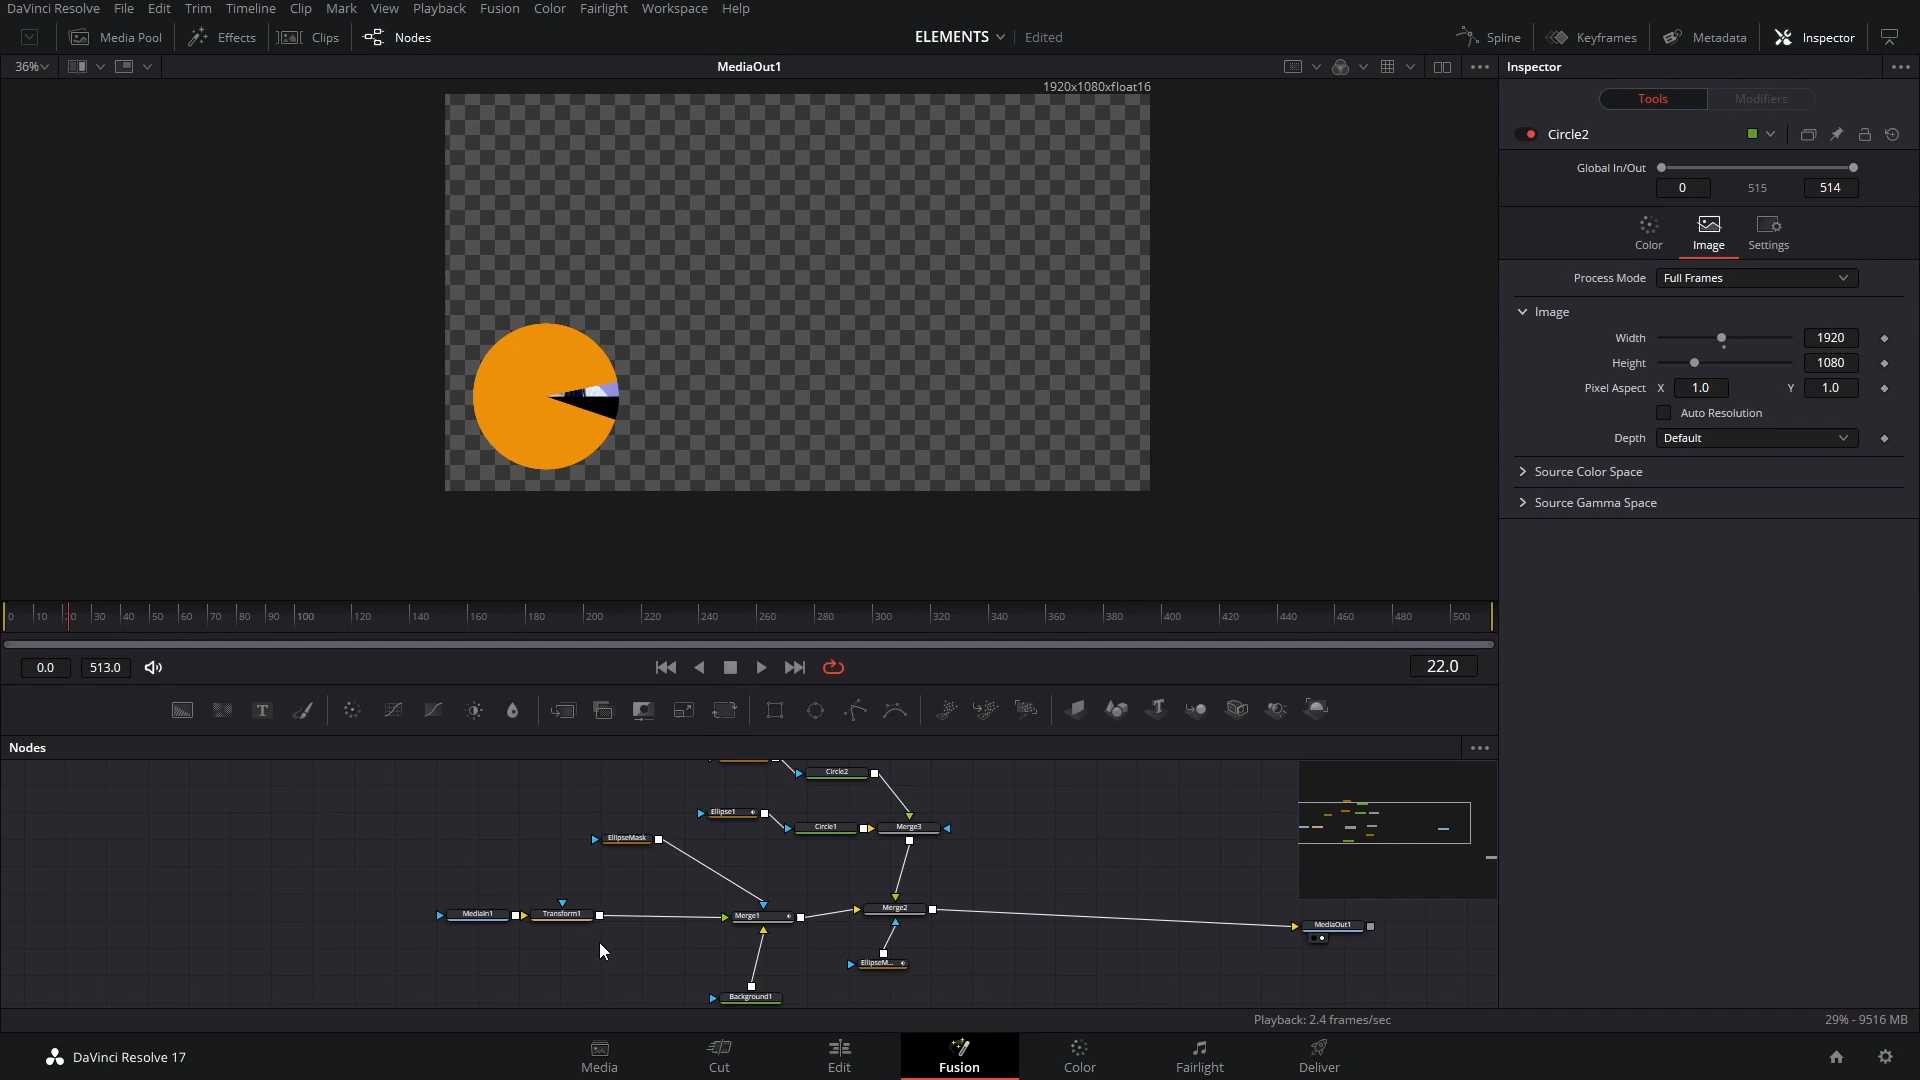 DaVinci Resolve File Edit Trim Timeline Clip Mark View Playback Fusion Color Fairlight Workspace Help
Media Pool Effects Clips Nodes ELEMENTS Edited Spline Keyframes Metadata Inspector
36% MediaOut1 Inspector
1920x1080xfloat16
Tools Modifiers
Circle2
Global In/Out
0 515 514
Color Image Settings
Process Mode Full Frames
Image
Width 1920
Height 1080
Pixel Aspect X 1.0 Y 1.0
Auto Resolution
Depth Default
Source Color Space
Source Gamma Space
0 10 20 30 40 50 60 70 80 90 100 120 140 160 180 200 220 240 260 280 300 320 340 360 380 400 420 440 460 480 500
0.0 513.0 22.0
T T
Nodes
Circle2
Ellipse1
Circle1 Merge3
EllipseMask
MediaIn1 Transform1 Merge1 Merge2
MediaOut1
EllipseM...
Background1
Playback: 2.4 frames/sec 29% - 9516 MB
DaVinci Resolve 17 Media Cut Edit Fusion Color Fairlight Deliver